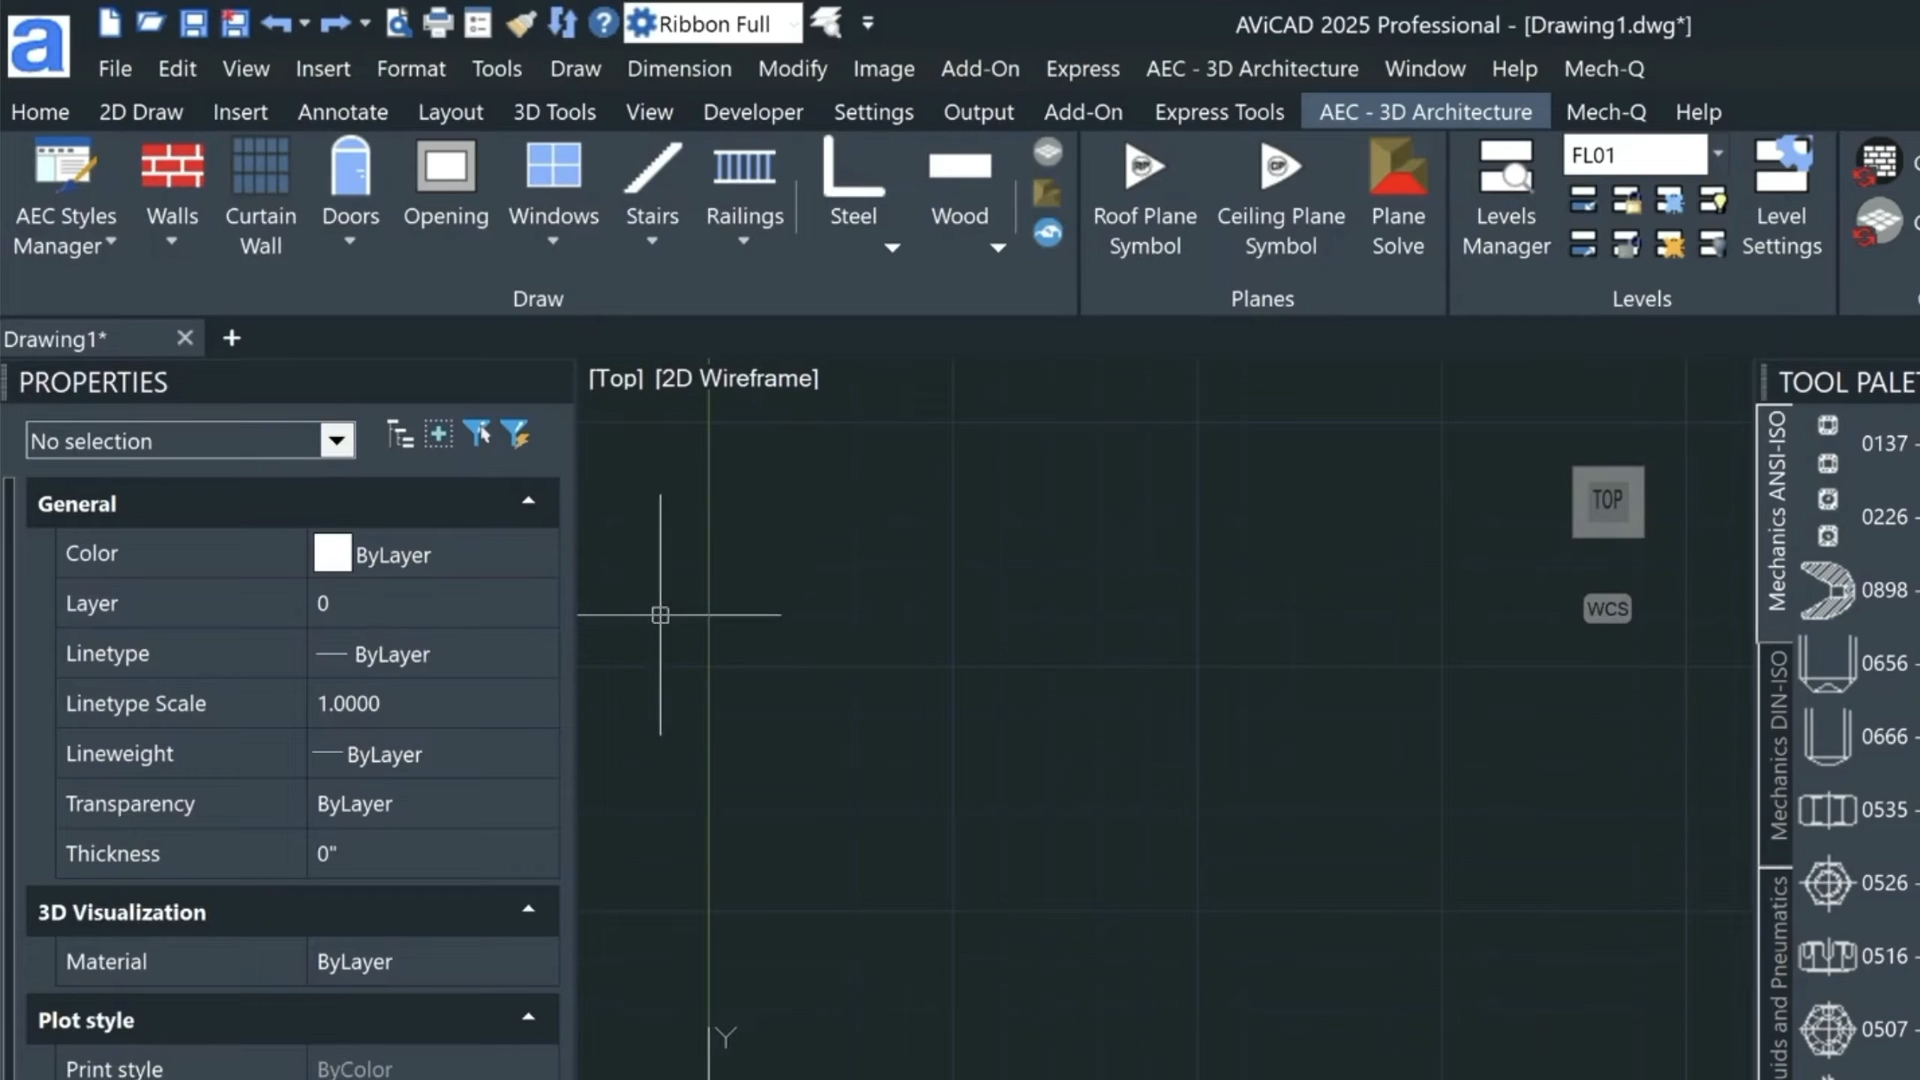 a
Ribbon Full
AViCAD 2025 Professional - [Drawing1.dwg*]
File Edit View Insert Format Tools Draw Dimension Modify Image Add-On Express AEC - 3D Architecture Window Help Mech-Q
Home 2D Draw Insert Annotate Layout 3D Tools View Developer Settings Output Add-On Express Tools AEC - 3D Architecture Mech-Q Help
FL01
AEC Styles Manager
Walls
Curtain Wall
Doors
Opening
Windows
Stairs
Railings
Steel
Wood
Roof Plane Symbol
Ceiling Plane Symbol
Plane Solve
Levels Manager
Level Settings
Draw
Planes
Levels
Drawing1*
PROPERTIES
[Top] [2D Wireframe]
TOOL PALET
No selection
General
Color ByLayer
Layer 0
Linetype ByLayer
Linetype Scale 1.0000
Lineweight ByLayer
Transparency ByLayer
Thickness 0"
3D Visualization
Material ByLayer
Plot style
Print style ByColor
TOP
WCS
Y
Mechanics ANSI-ISO
Mechanics DIN-ISO
uids and Pneumatics
0137 -
0226 -
0898 -
0656 -
0666 -
0535 -
0526 -
0516 -
0507 -